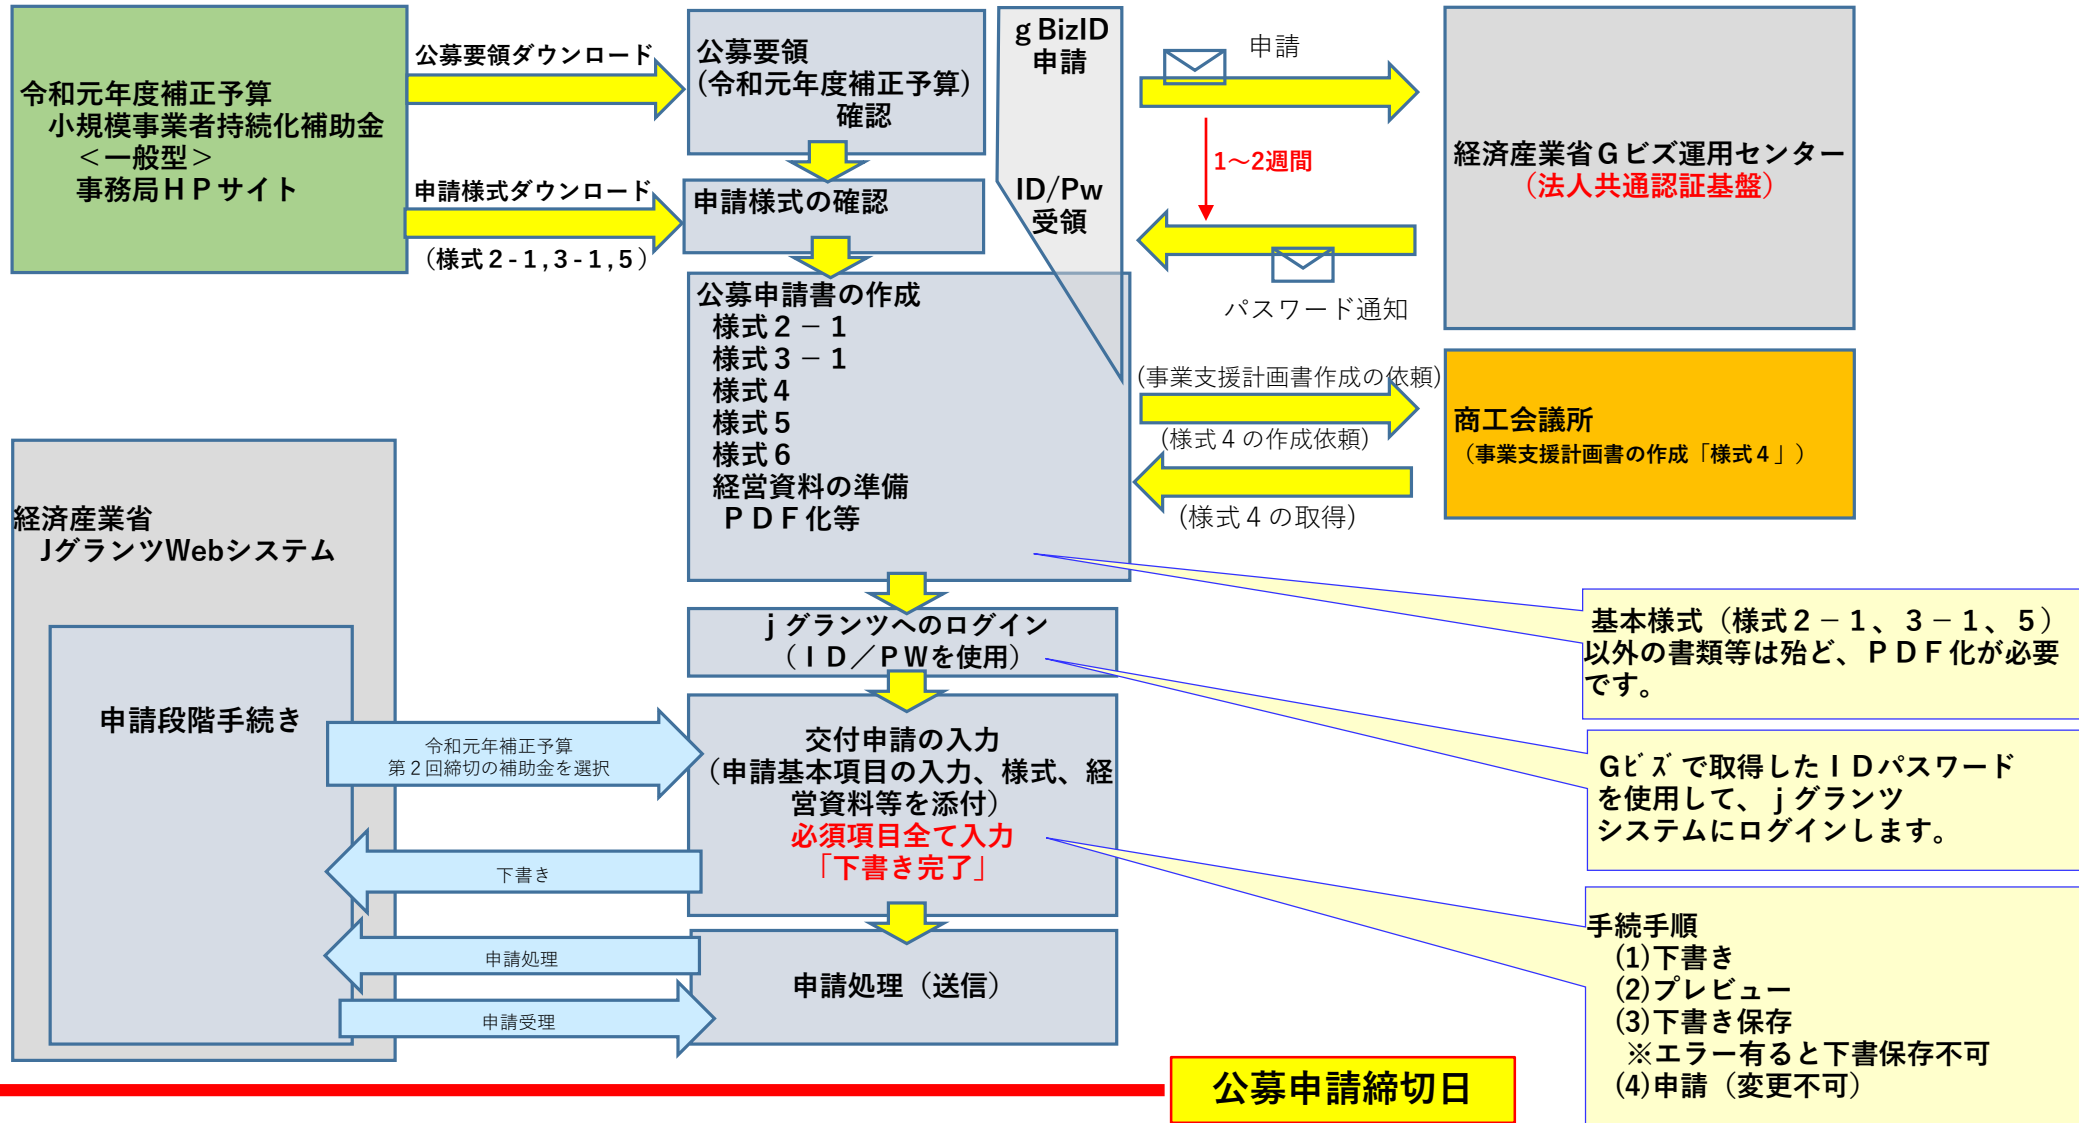 令和元年度補正予算
小規模事業者持続化補助金
＜一般型＞
事務局ＨＰサイト
公募要領ダウンロード
申請様式ダウンロード
（様式２-１,３-１,５）
公募要領
(令和元年度補正予算)
確認
申請様式の確認
公募申請書の作成
様式２－１
様式３－１
様式４
様式５
様式６
経営資料の準備
ＰＤＦ化等
g BizID
申請
ID/Pw
受領
申請
1～2週間
パスワード通知
経済産業省Ｇビズ運用センター
（法人共通認証基盤）
(事業支援計画書作成の依頼)
(様式４の作成依頼)
(様式４の取得)
商工会議所
（事業支援計画書の作成「様式４」）
経済産業省
JグランツWebシステム
申請段階手続き
令和元年補正予算
第２回締切の補助金を選択
下書き
申請処理
申請受理
ｊグランツへのログイン
（ＩＤ／ＰＷを使用）
交付申請の入力
（申請基本項目の入力、様式、経
営資料等を添付）
必須項目全て入力
「下書き完了」
申請処理（送信）
基本様式（様式２－１、３－１、５）
以外の書類等は殆ど、ＰＤＦ化が必要
です。
Gﾋﾞｽﾞで取得したＩＤパスワード
を使用して、ｊグランツ
システムにログインします。
手続手順
(1)下書き
(2)プレビュー
(3)下書き保存
※エラー有ると下書保存不可
(4)申請（変更不可）
公募申請締切日